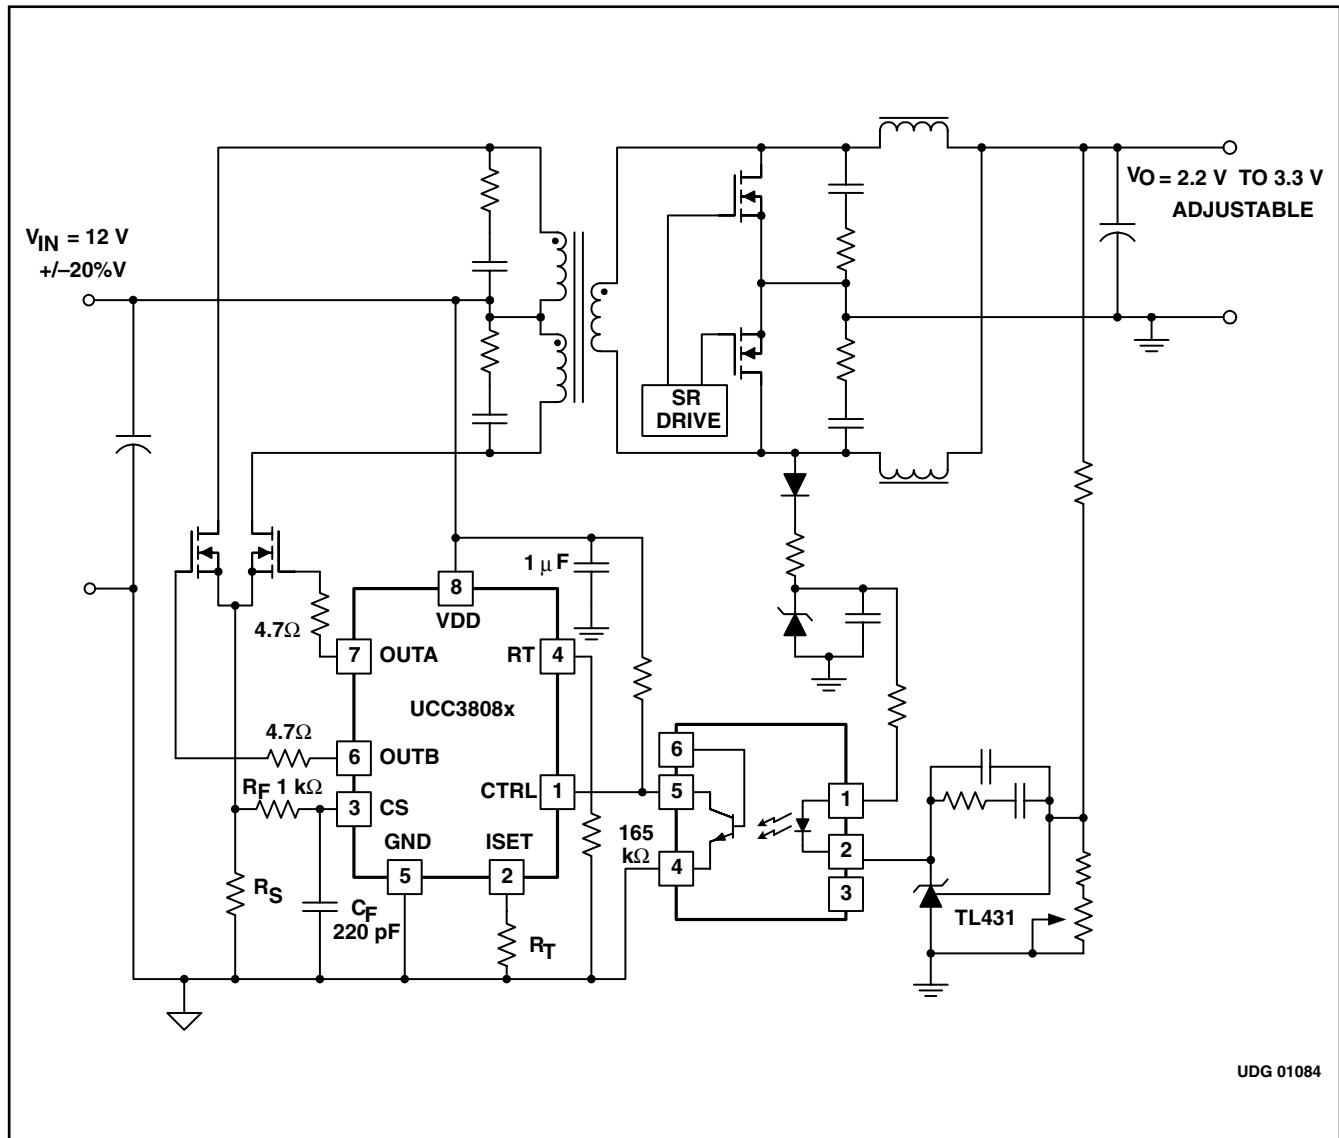 VO = 2.2 V TO 3.3 V
ADJUSTABLE
VIN = 12 V
+/–20%V
SR
DRIVE
1 µF
8
VDD
4.7Ω
7 OUTA
RT 4
UCC3808x
4.7Ω
6 OUTB
RF 1 kΩ
3 CS
CTRL 1
GND
5
ISET
2
RS
CF
220 pF
RT
165
kΩ
6
5
4
1
2
3
TL431
UDG 01084